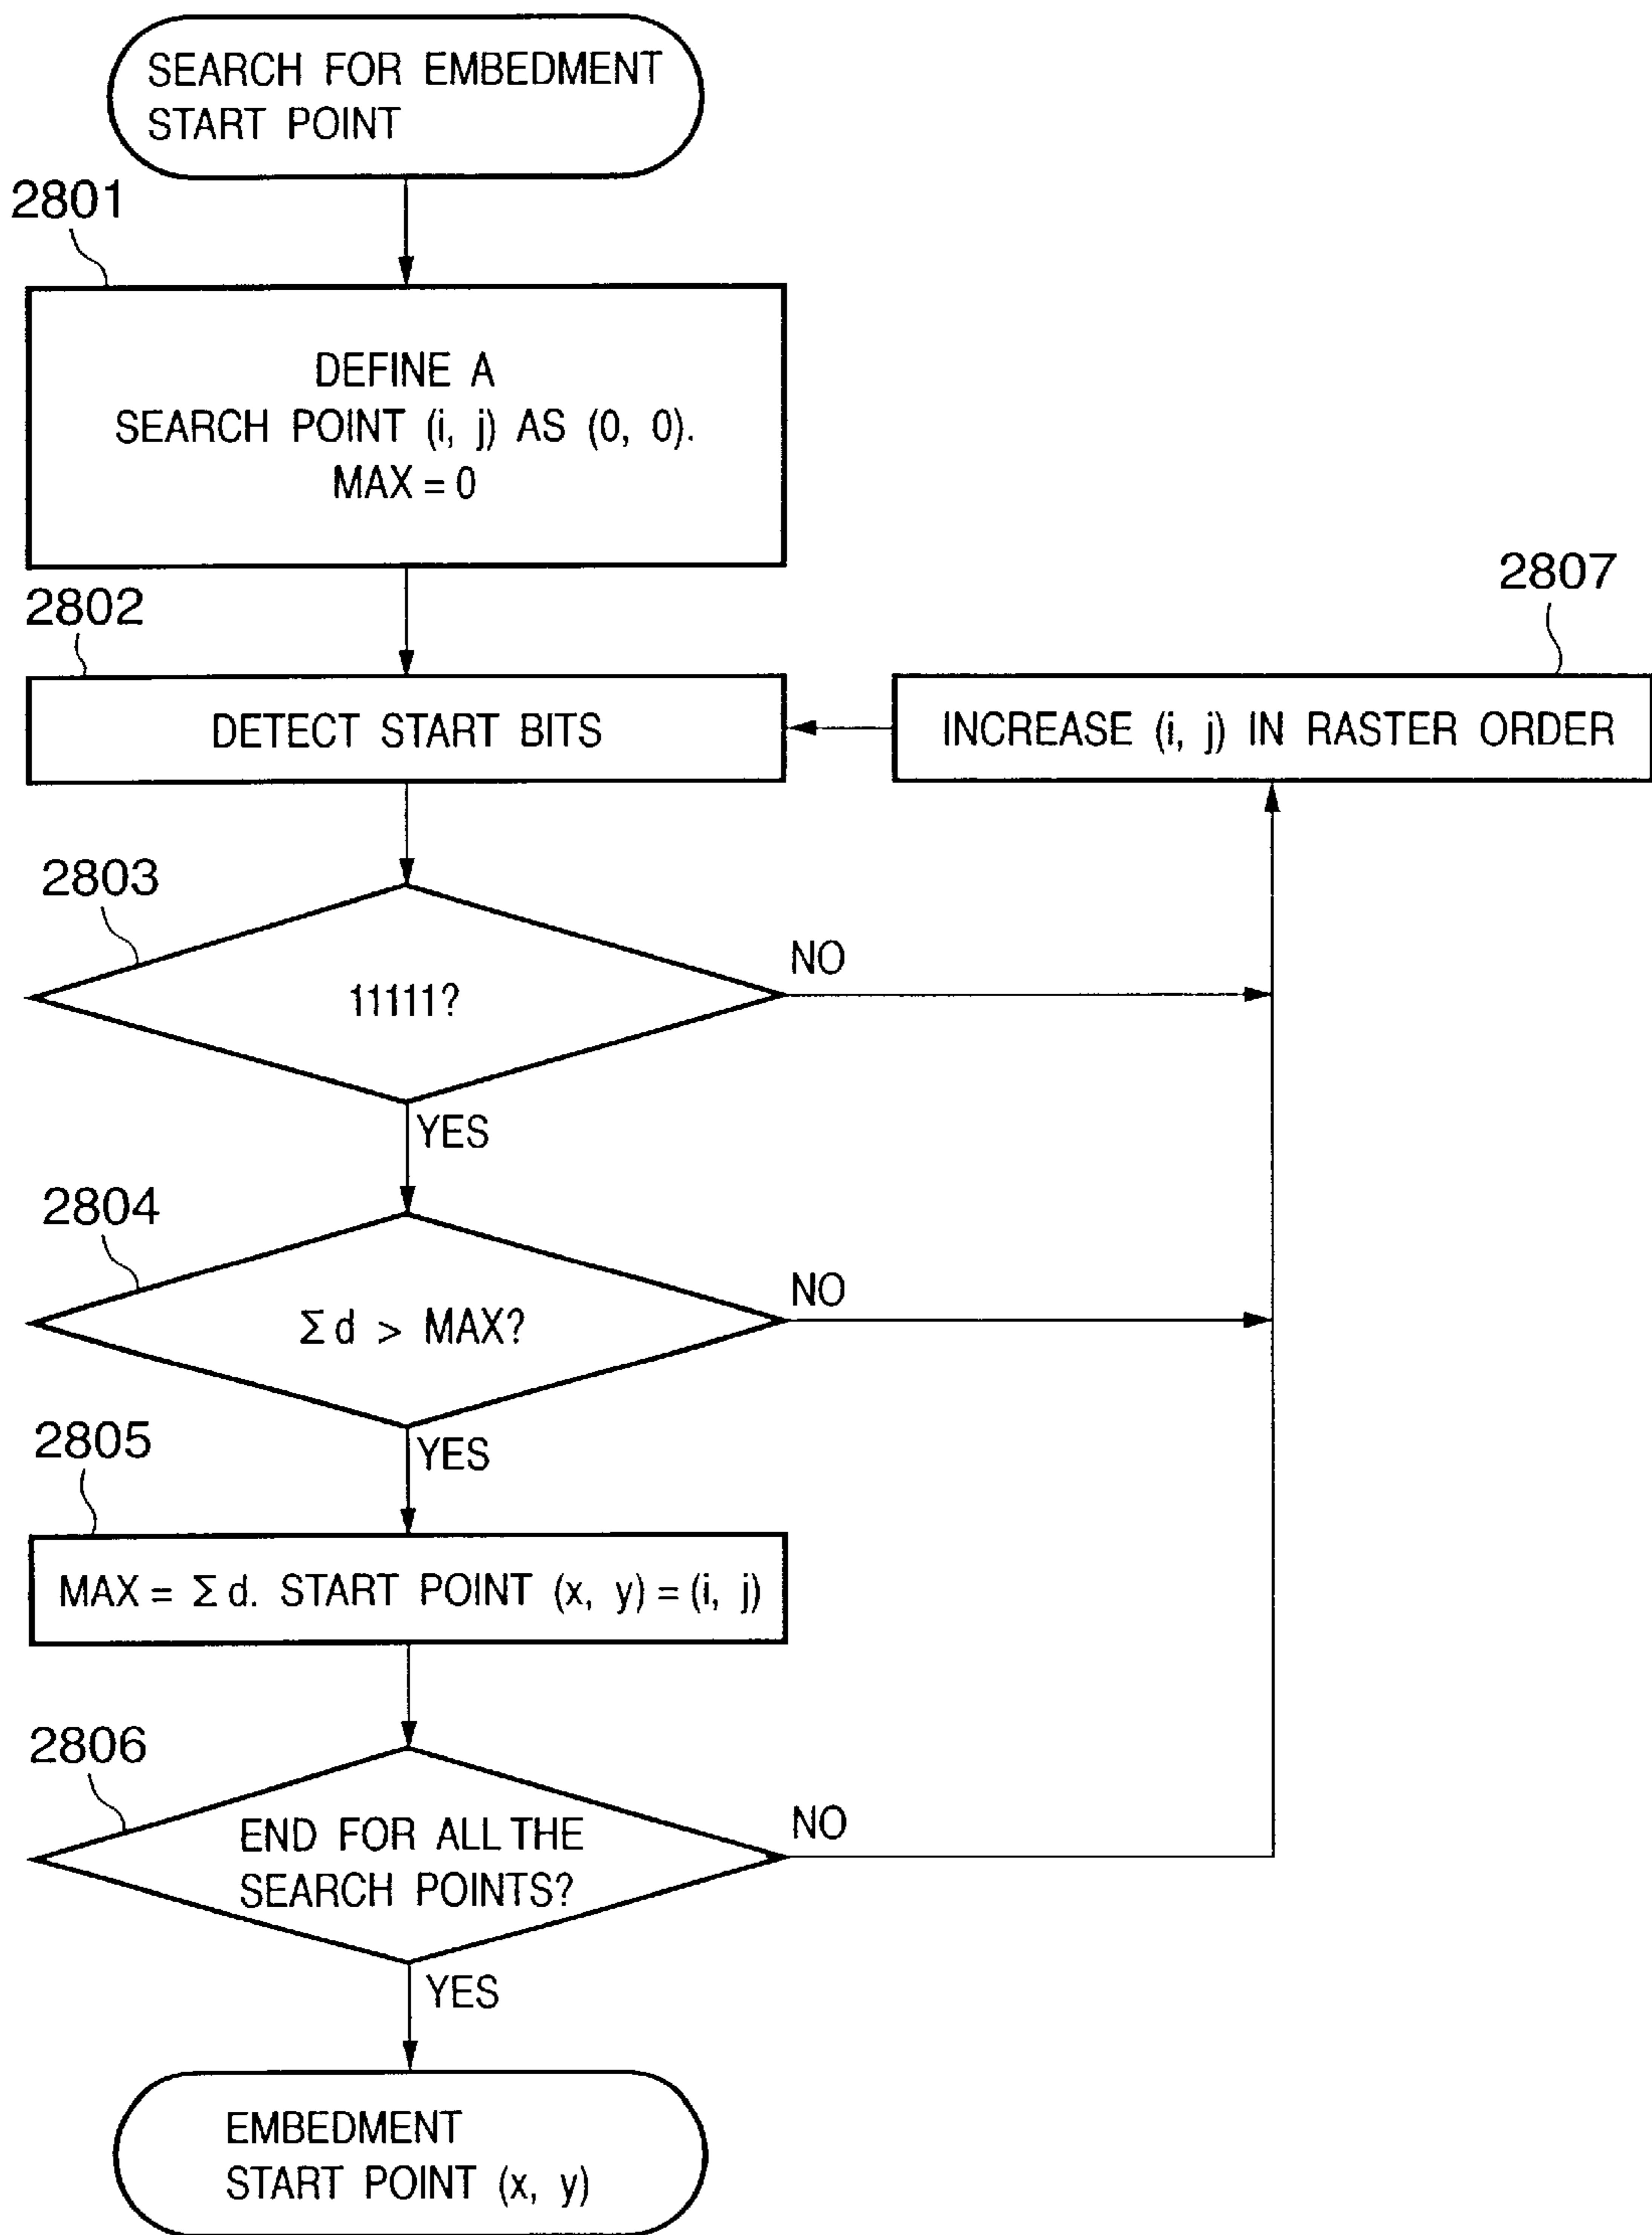 SEARCH FOR EMBEDMENT
START POINT
2801
DEFINE A
SEARCH POINT (i, j) AS (0, 0).
MAX = 0
2802
DETECT START BITS
2807
INCREASE (i, j) IN RASTER ORDER
2803
11111?
NO
YES
2804
Σd > MAX?
NO
YES
2805
MAX = Σd. START POINT (x, y) = (i, j)
2806
END FOR ALL THE
SEARCH POINTS?
NO
YES
EMBEDMENT
START POINT (x, y)